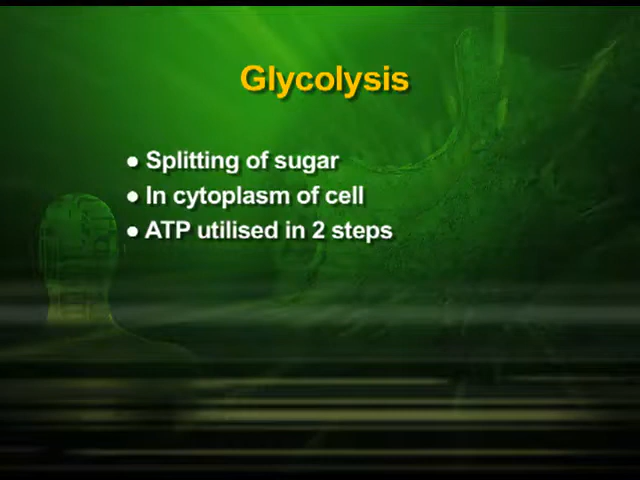 Glycolysis
● Splitting of sugar
● In cytoplasm of cell
● ATP utilised in 2 steps